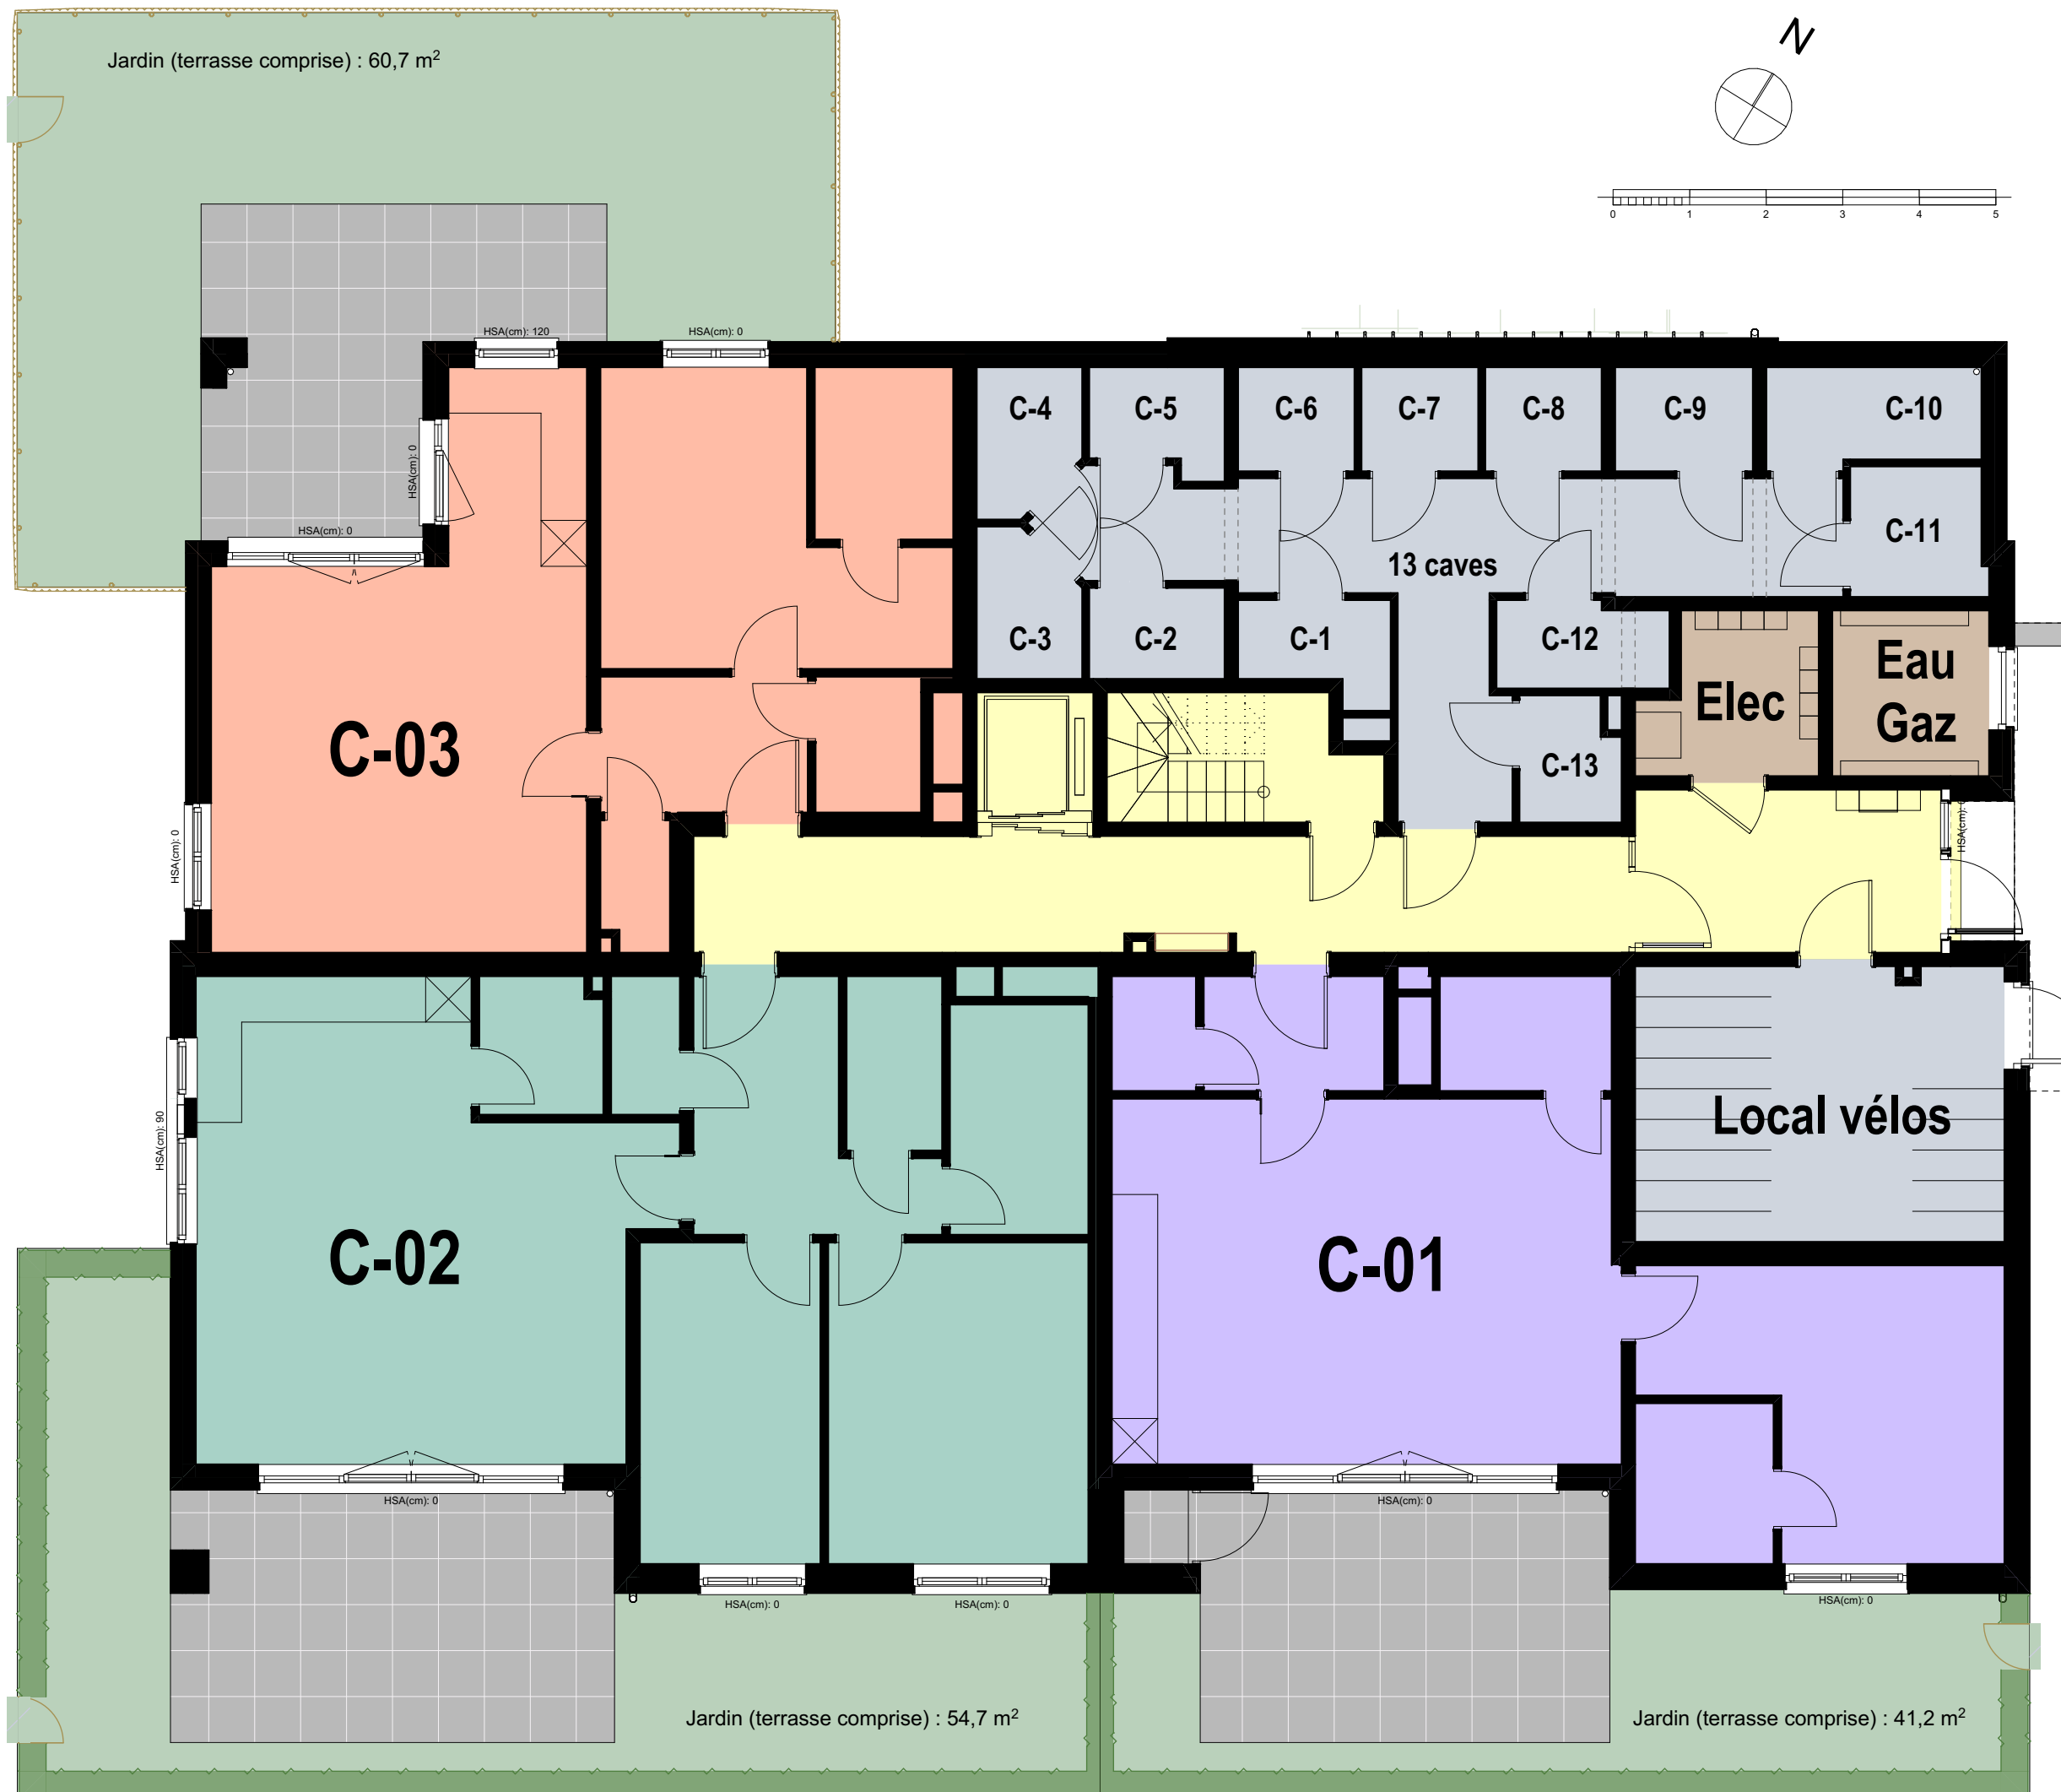 Jardin (terrasse comprise) : 60,7 m²
N
0 1 2 3 4 5
HSA(cm): 120
HSA(cm): 0
C-4
C-5
C-6
C-7
C-8
C-9
C-10
HSA(cm): 0
HSA(cm): 0
C-11
13 caves
C-3
C-2
C-1
C-12
Elec
Eau
Gaz
C-03
C-13
HSA(cm): 0
HSA(cm): 0
Local vélos
HSA(cm): 90
C-02
C-01
HSA(cm): 0
HSA(cm): 0
HSA(cm): 0
HSA(cm): 0
HSA(cm): 0
Jardin (terrasse comprise) : 54,7 m²
Jardin (terrasse comprise) : 41,2 m²